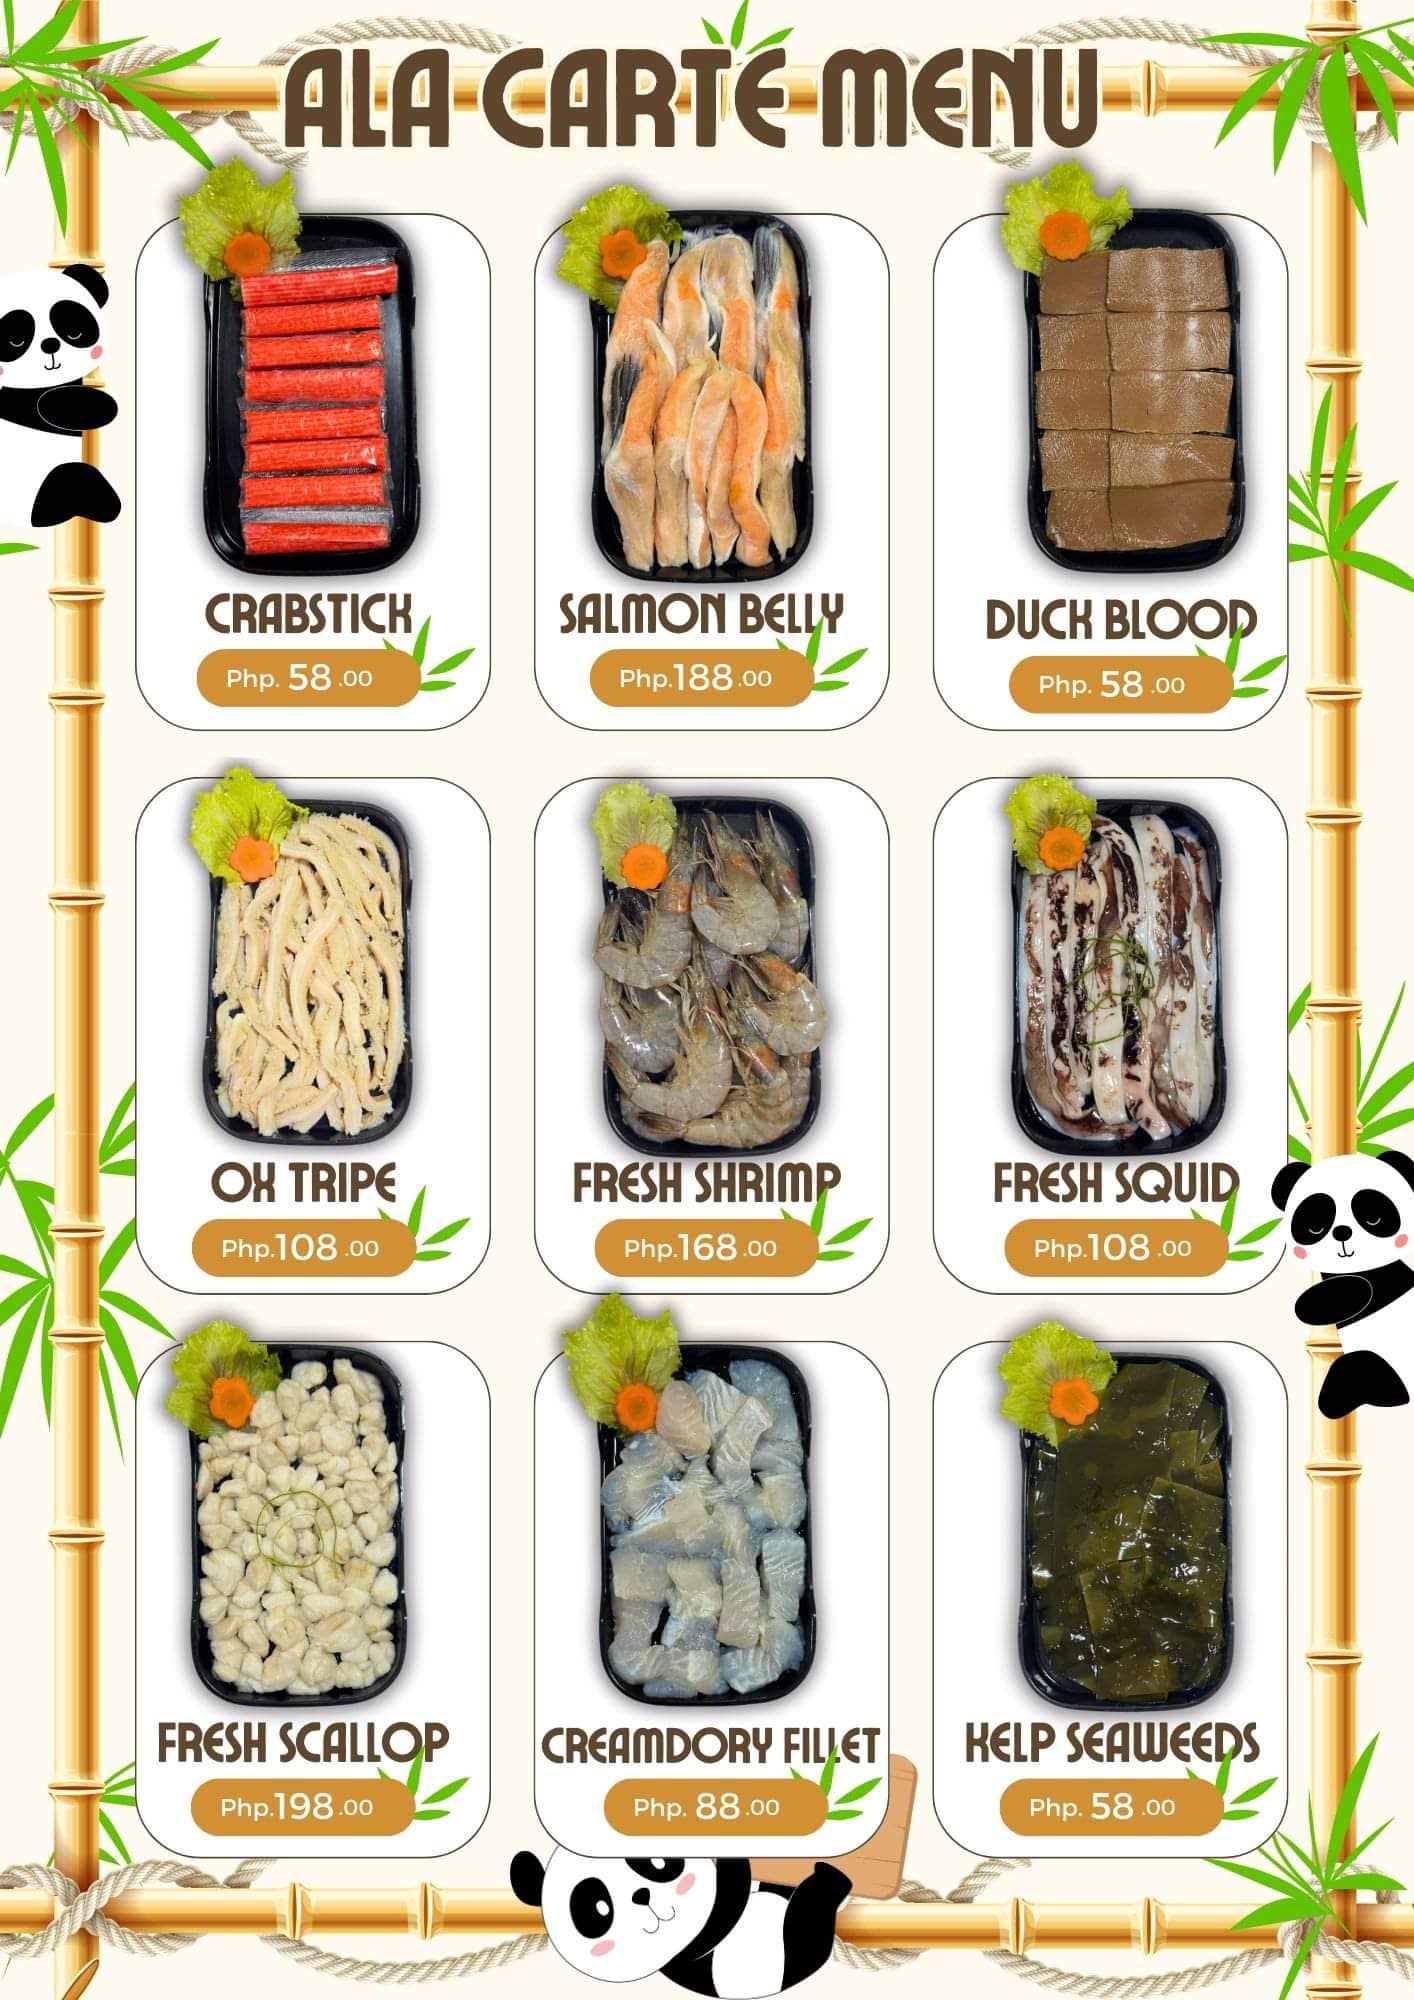 ALA CARTE MENU
CRABSTICK
Php. 58 .00
SALMON BELLY
Php.188 .00
DUCK BLOOD
Php. 58 .00
OX TRIPE
Php.108 .00
FRESH SHRIMP
Php.168 .00
FRESH SQUID
Php.108 .00
FRESH SCALLOP
Php.198 .00
CREAMDORY FILLET
Php. 88 .00
KELP SEAWEEDS
Php. 58 .00